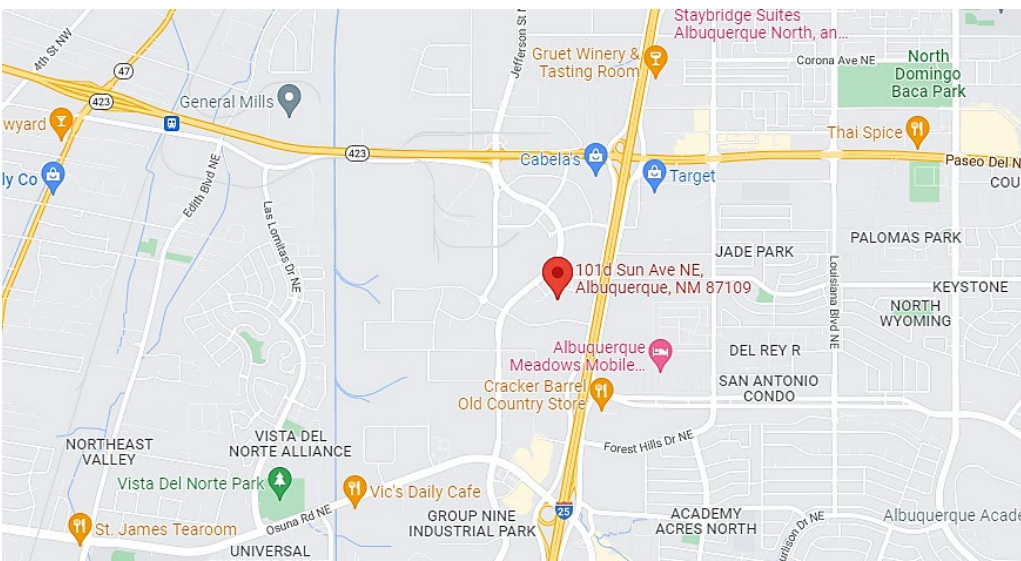 Staybridge Suites
Albuquerque North, an...
4th St NW
Jefferson St N
Gruet Winery &
Tasting Room
Corona Ave NE
North
Domingo
Baca Park
47
423
General Mills
wyard
Thai Spice
423
Cabela's
Paseo Del N
COU
ly Co
Target
Edith Blvd NE
Las Lomitas Dr NE
JADE PARK
PALOMAS PARK
101d Sun Ave NE,
Albuquerque, NM 87109
Louisiana Blvd NE
KEYSTONE
NORTH
WYOMING
Albuquerque
Meadows Mobile...
DEL REY R
SAN ANTONIO
CONDO
Cracker Barrel
Old Country Store
NORTHEAST
VALLEY
VISTA DEL
NORTE ALLIANCE
Forest Hills Dr NE
Vista Del Norte Park
Vic's Daily Cafe
25
St. James Tearoom
Osuna Rd NE
GROUP NINE
INDUSTRIAL PARK
ACADEMY
ACRES NORTH
Albuquerque Acade
UNIVERSAL